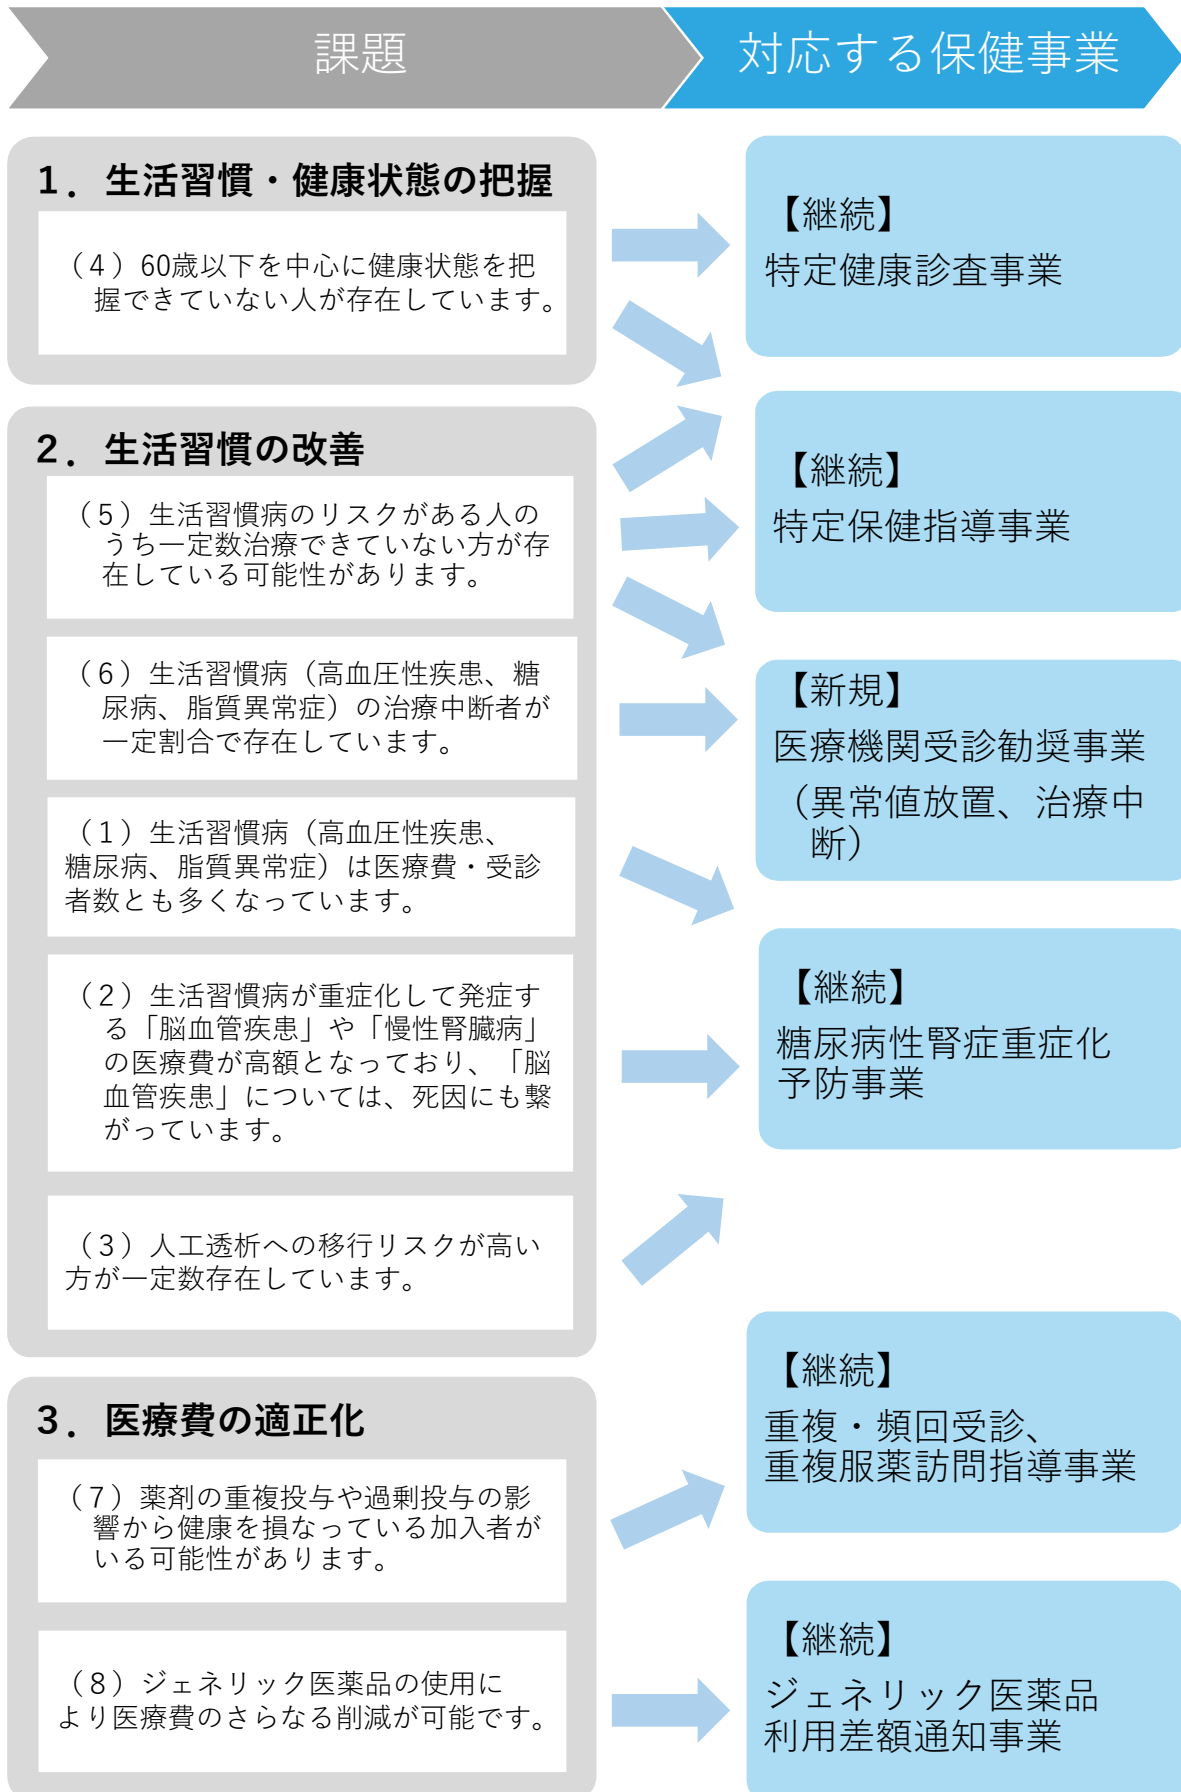 課題
対応する保健事業
１．生活習慣・健康状態の把握
（４）60歳以下を中心に健康状態を把
握できていない人が存在しています。
【継続】
特定健康診査事業
２．生活習慣の改善
（５）生活習慣病のリスクがある人の
うち一定数治療できていない方が存
在している可能性があります。
（６）生活習慣病（高血圧性疾患、糖
尿病、脂質異常症）の治療中断者が
一定割合で存在しています。
（１）生活習慣病（高血圧性疾患、
糖尿病、脂質異常症）は医療費・受診
者数とも多くなっています。
（２）生活習慣病が重症化して発症す
る「脳血管疾患」や「慢性腎臓病」
の医療費が高額となっており、「脳
血管疾患」については、死因にも繋
がっています。
（３）人工透析への移行リスクが高い
方が一定数存在しています。
【継続】
特定保健指導事業
【新規】
医療機関受診勧奨事業
（異常値放置、治療中
断）
【継続】
糖尿病性腎症重症化
予防事業
３．医療費の適正化
（７）薬剤の重複投与や過剰投与の影
響から健康を損なっている加入者が
いる可能性があります。
（８）ジェネリック医薬品の使用に
より医療費のさらなる削減が可能です。
【継続】
重複・頻回受診、
重複服薬訪問指導事業
【継続】
ジェネリック医薬品
利用差額通知事業